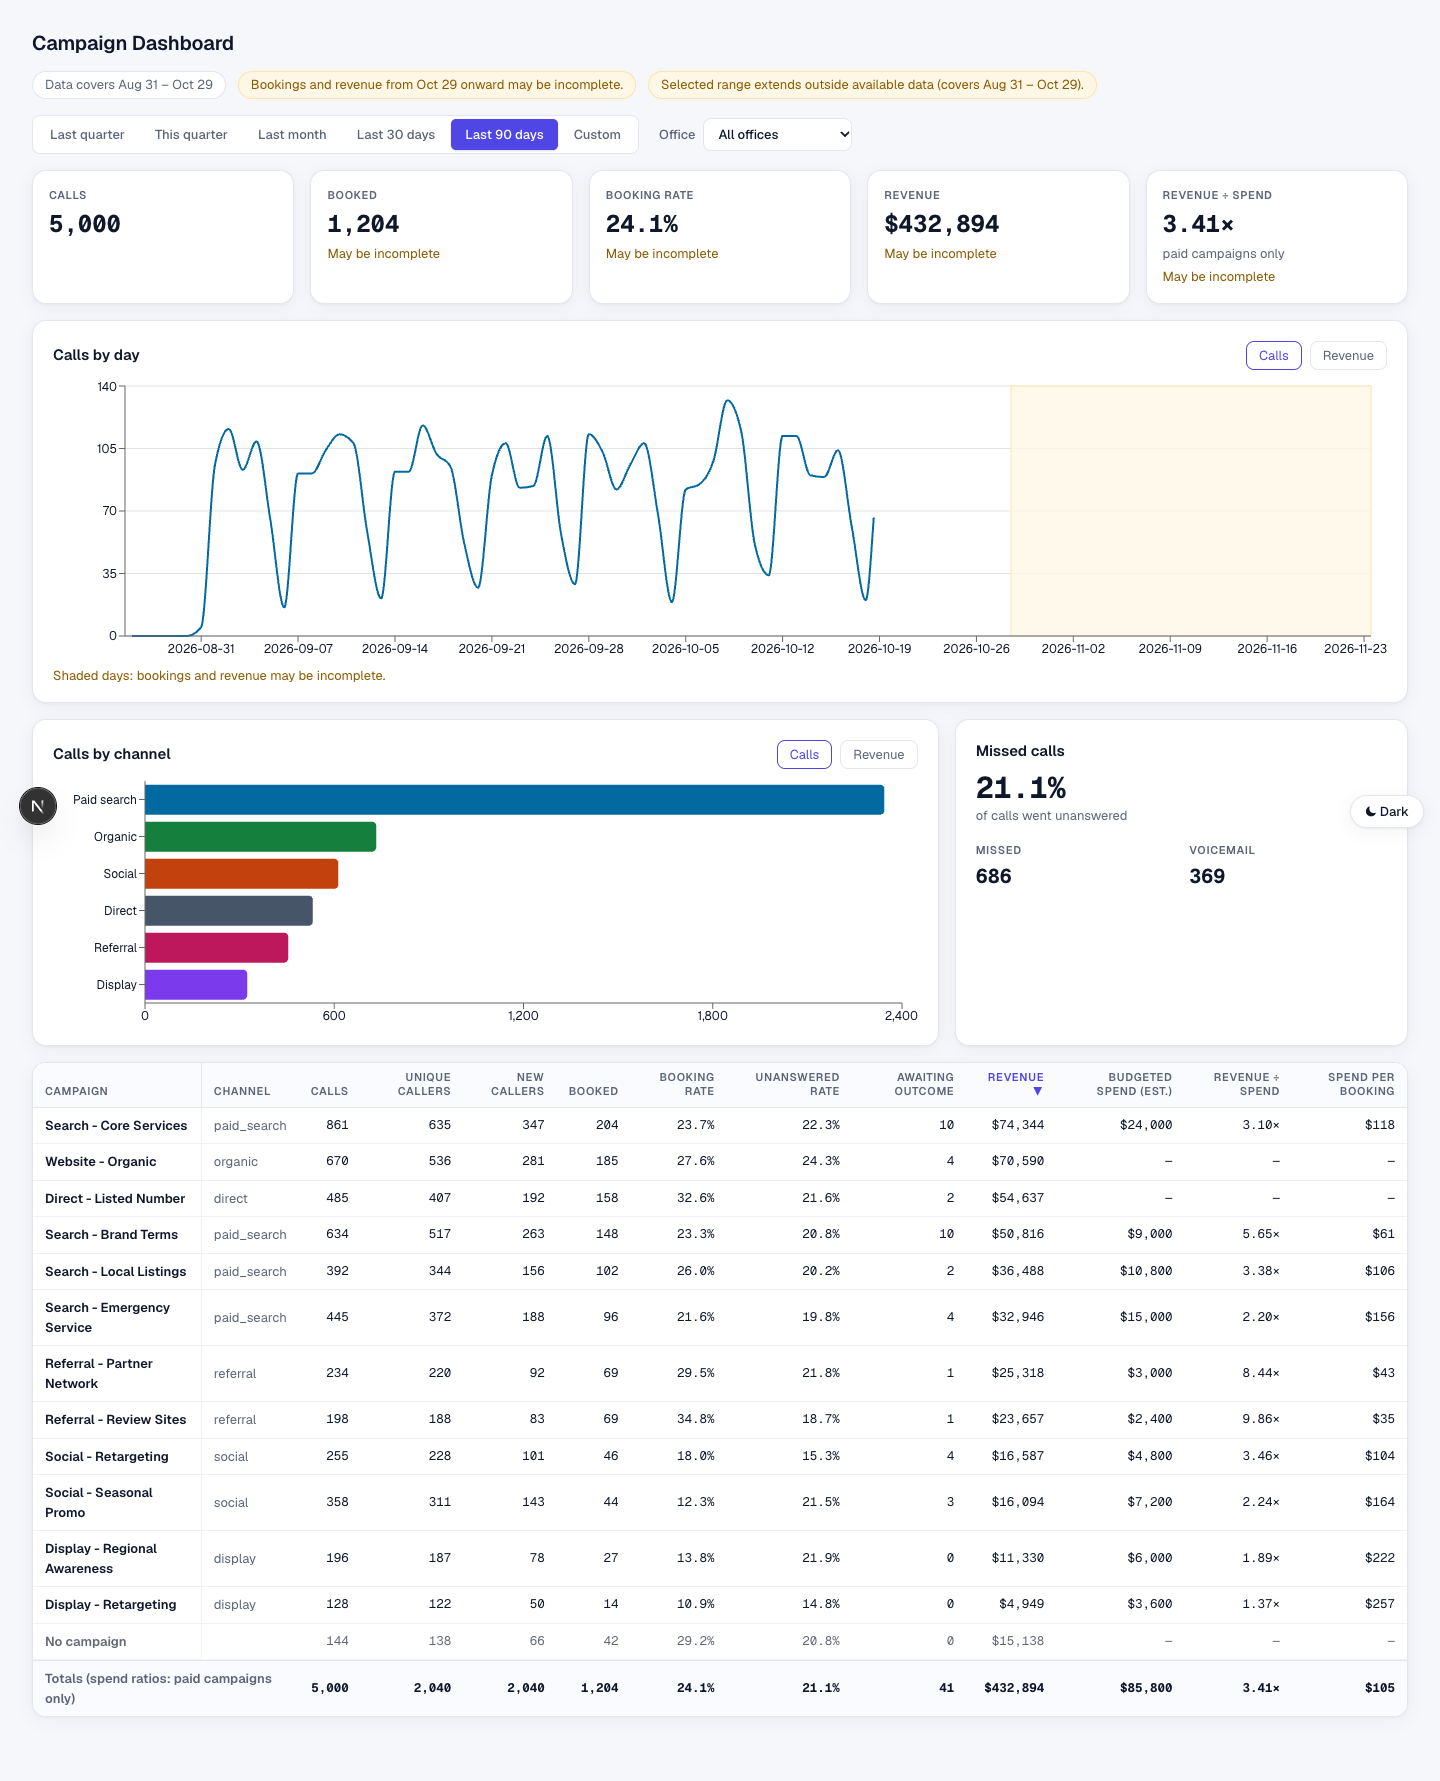 Campaign Dashboard
Data covers Aug 31 – Oct 29
Bookings and revenue from Oct 29 onward may be incomplete.
Selected range extends outside available data (covers Aug 31 – Oct 29).
Last quarter This quarter Last month Last 30 days Last 90 days Custom Office All offices
CALLS
5,000
BOOKED
1,204
May be incomplete
BOOKING RATE
24.1%
May be incomplete
REVENUE
$432,894
May be incomplete
REVENUE ÷ SPEND
3.41×
paid campaigns only
May be incomplete
Calls by day
Calls Revenue
140
105
70
35
0
2026-08-31 2026-09-07 2026-09-14 2026-09-21 2026-09-28 2026-10-05 2026-10-12 2026-10-19 2026-10-26 2026-11-02 2026-11-09 2026-11-16 2026-11-23
Shaded days: bookings and revenue may be incomplete.
Calls by channel
Calls Revenue
Paid search
Organic
Social
Direct
Referral
Display
0 600 1,200 1,800 2,400
N
Missed calls
21.1%
of calls went unanswered
MISSED
686
VOICEMAIL
369
Dark
CAMPAIGN CHANNEL CALLS UNIQUE CALLERS NEW CALLERS BOOKED BOOKING RATE UNANSWERED RATE AWAITING OUTCOME REVENUE ▼ BUDGETED SPEND (EST.) REVENUE ÷ SPEND SPEND PER BOOKING
Search - Core Services paid_search 861 635 347 204 23.7% 22.3% 10 $74,344 $24,000 3.10× $118
Website - Organic organic 670 536 281 185 27.6% 24.3% 4 $70,590 – – –
Direct - Listed Number direct 485 407 192 158 32.6% 21.6% 2 $54,637 – – –
Search - Brand Terms paid_search 634 517 263 148 23.3% 20.8% 10 $50,816 $9,000 5.65× $61
Search - Local Listings paid_search 392 344 156 102 26.0% 20.2% 2 $36,488 $10,800 3.38× $106
Search - Emergency Service paid_search 445 372 188 96 21.6% 19.8% 4 $32,946 $15,000 2.20× $156
Referral - Partner Network referral 234 220 92 69 29.5% 21.8% 1 $25,318 $3,000 8.44× $43
Referral - Review Sites referral 198 188 83 69 34.8% 18.7% 1 $23,657 $2,400 9.86× $35
Social - Retargeting social 255 228 101 46 18.0% 15.3% 4 $16,587 $4,800 3.46× $104
Social - Seasonal Promo social 358 311 143 44 12.3% 21.5% 3 $16,094 $7,200 2.24× $164
Display - Regional Awareness display 196 187 78 27 13.8% 21.9% 0 $11,330 $6,000 1.89× $222
Display - Retargeting display 128 122 50 14 10.9% 14.8% 0 $4,949 $3,600 1.37× $257
No campaign 144 138 66 42 29.2% 20.8% 0 $15,138 – – –
Totals (spend ratios: paid campaigns only) 5,000 2,040 2,040 1,204 24.1% 21.1% 41 $432,894 $85,800 3.41× $105